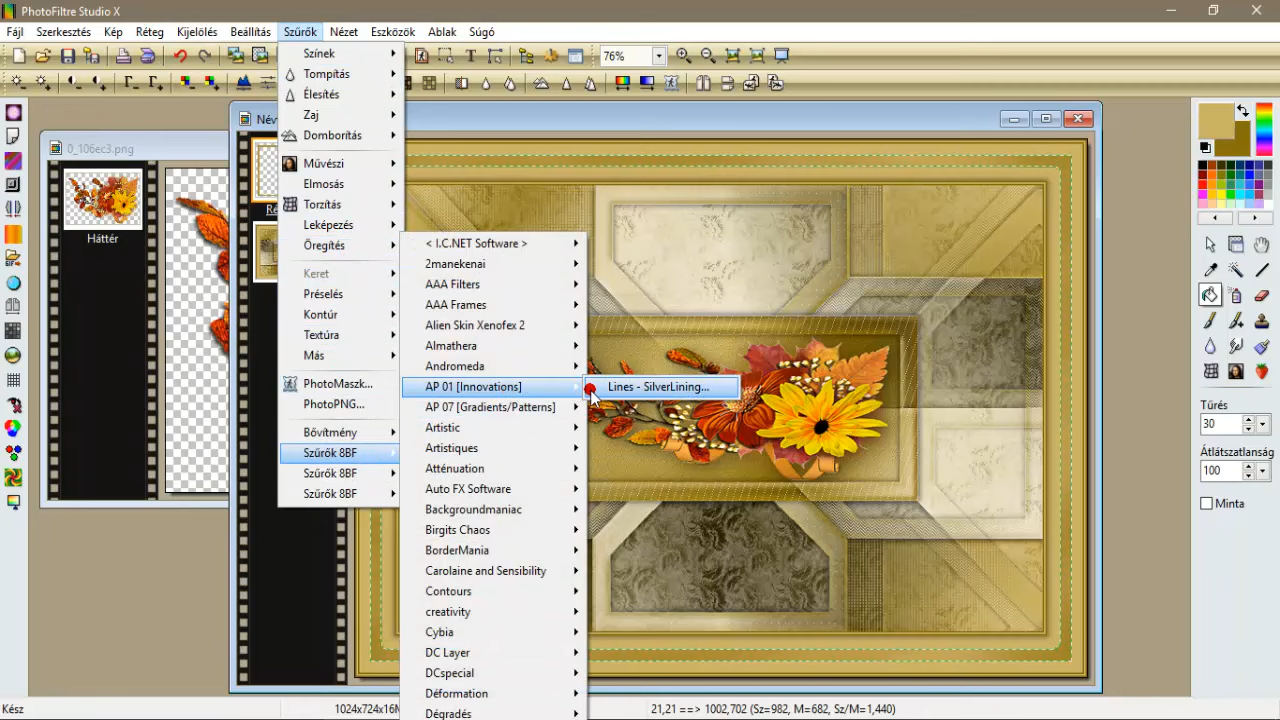 PhotoFiltre Studio X
Fájl Szerkesztés Kép Réteg Kijelölés Beállítás Szűrők Nézet Eszközök Ablak Súgó
76%
0_106ec3.png
Háttér
Színek
Tompítás
Élesítés
Zaj
Domborítás
Művészi
Elmosás
Torzítás
Leképezés
Öregítés
Keret
Préselés
Kontúr
Textúra
Más
PhotoMaszk...
PhotoPNG...
Bővítmény
Szűrők 8BF
Szűrők 8BF
Szűrők 8BF
< I.C.NET Software >
2manekenai
AAA Filters
AAA Frames
Alien Skin Xenofex 2
Almathera
Andromeda
AP 01 [Innovations]
AP 07 [Gradients/Patterns]
Artistic
Artistiques
Atténuation
Auto FX Software
Backgroundmaniac
Birgits Chaos
BorderMania
Carolaine and Sensibility
Contours
creativity
Cybia
DC Layer
DCspecial
Déformation
Dégradés
Lines - SilverLining...
Tűrés
30
Átlátszatlanság
100
Minta
Kész
21,21 ==> 1002,702 (Sz=982, M=682, Sz/M=1,440)